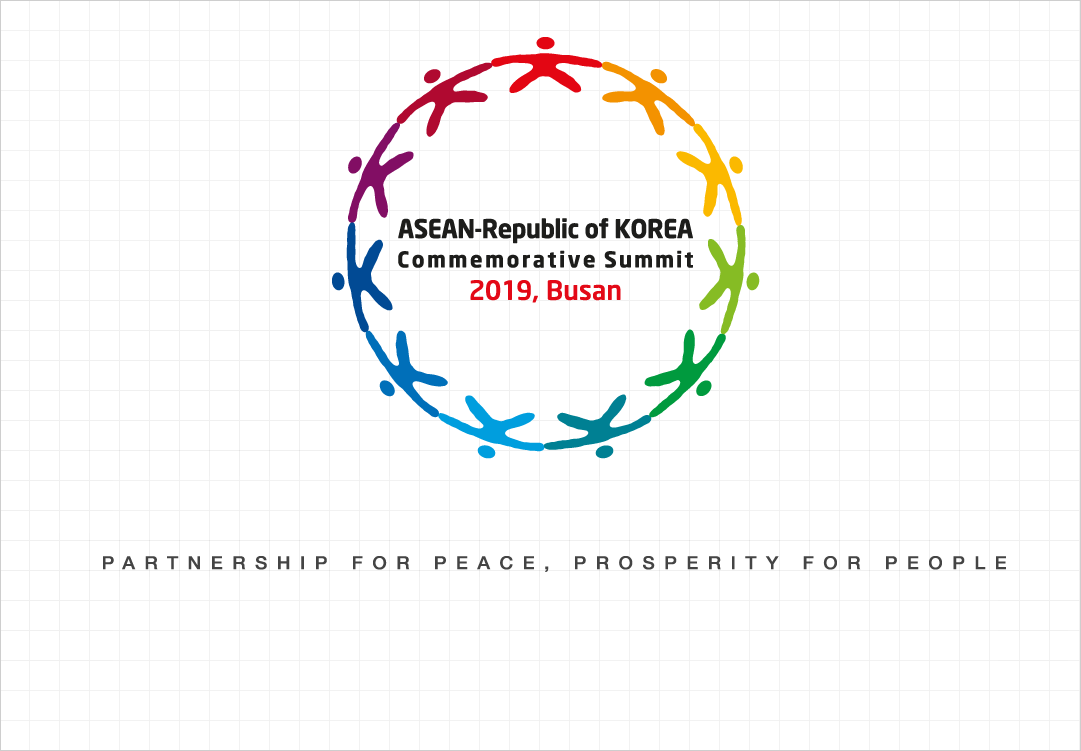 ASEAN-Republic of KOREA
Commemorative Summit
2019, Busan
PARTNERSHIP FOR PEACE, PROSPERITY FOR PEOPLE